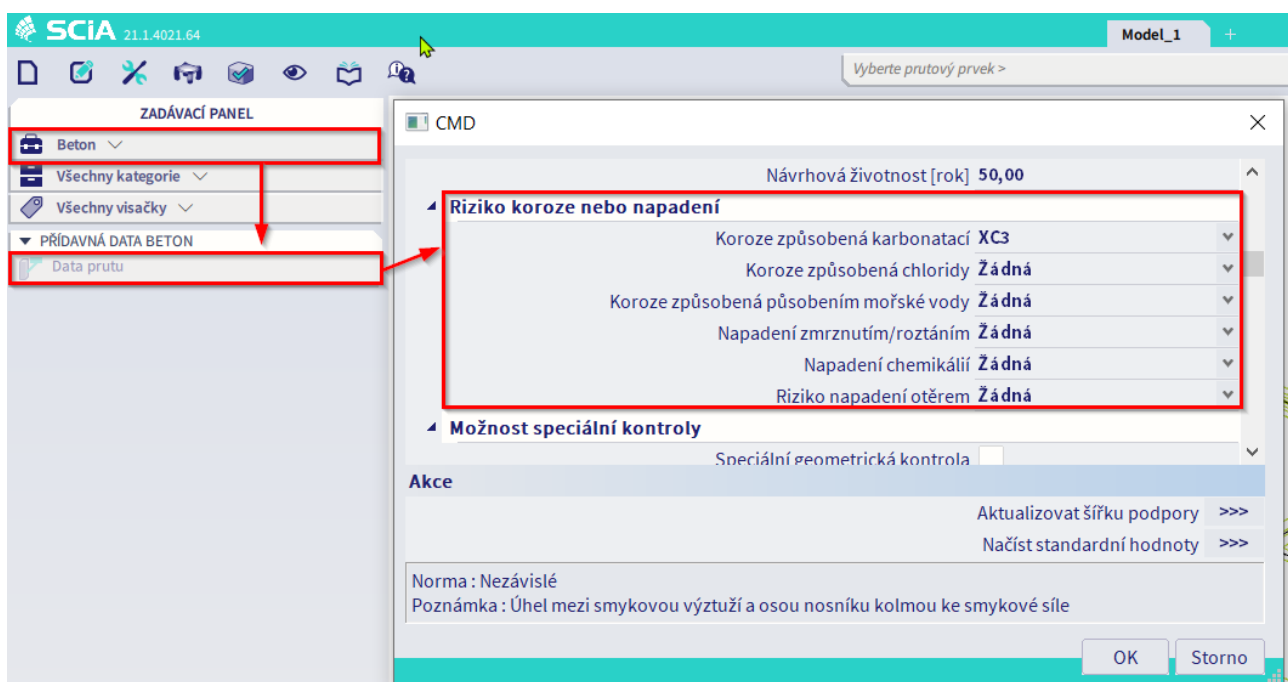 SCiA 21.1.4021.64
Model_1 +
Vyberte prutový prvek >
ZADÁVACÍ PANEL
Beton
Všechny kategorie
Všechny visačky
PŘÍDAVNÁ DATA BETON
Data prutu
CMD
Návrhová životnost [rok] 50,00
Riziko koroze nebo napadení
Koroze způsobená karbonatací XC3
Koroze způsobená chloridy Žádná
Koroze způsobená působením mořské vody Žádná
Napadení zmrznutím/roztáním Žádná
Napadení chemikálií Žádná
Riziko napadení otěrem Žádná
Možnost speciální kontroly
Speciální geometrická kontrola
Akce
Aktualizovat šířku podpory >>>
Načíst standardní hodnoty >>>
Norma : Nezávislé
Poznámka : Úhel mezi smykovou výztuží a osou nosníku kolmou ke smykové síle
OK Storno